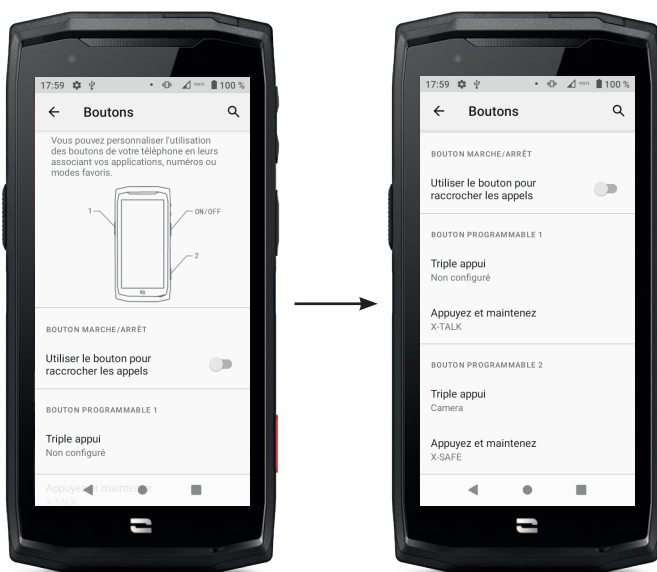 17:59 100 %
Boutons
Vous pouvez personnaliser l'utilisation
des boutons de votre téléphone en leurs
associant vos applications, numéros ou
modes favoris.
1
ON/OFF
2
BOUTON MARCHE/ARRÊT
Utiliser le bouton pour
raccrocher les appels
BOUTON PROGRAMMABLE 1
Triple appui
Non configuré
Appuyez et maintenez
X-TALK
17:59 100 %
Boutons
BOUTON MARCHE/ARRÊT
Utiliser le bouton pour
raccrocher les appels
BOUTON PROGRAMMABLE 1
Triple appui
Non configuré
Appuyez et maintenez
X-TALK
BOUTON PROGRAMMABLE 2
Triple appui
Camera
Appuyez et maintenez
X-SAFE